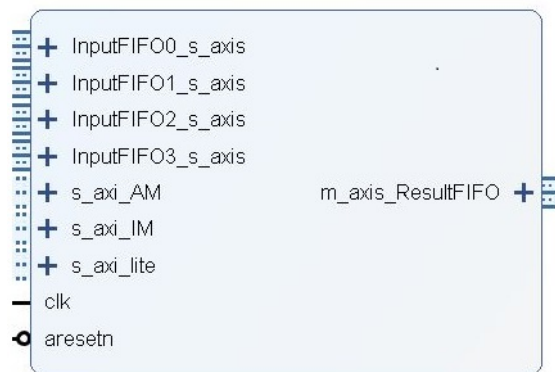 InputFIFO0_s_axis
InputFIFO1_s_axis
InputFIFO2_s_axis
InputFIFO3_s_axis
s_axi_AM
m_axis_ResultFIFO
s_axi_IM
s_axi_lite
clk
aresetn